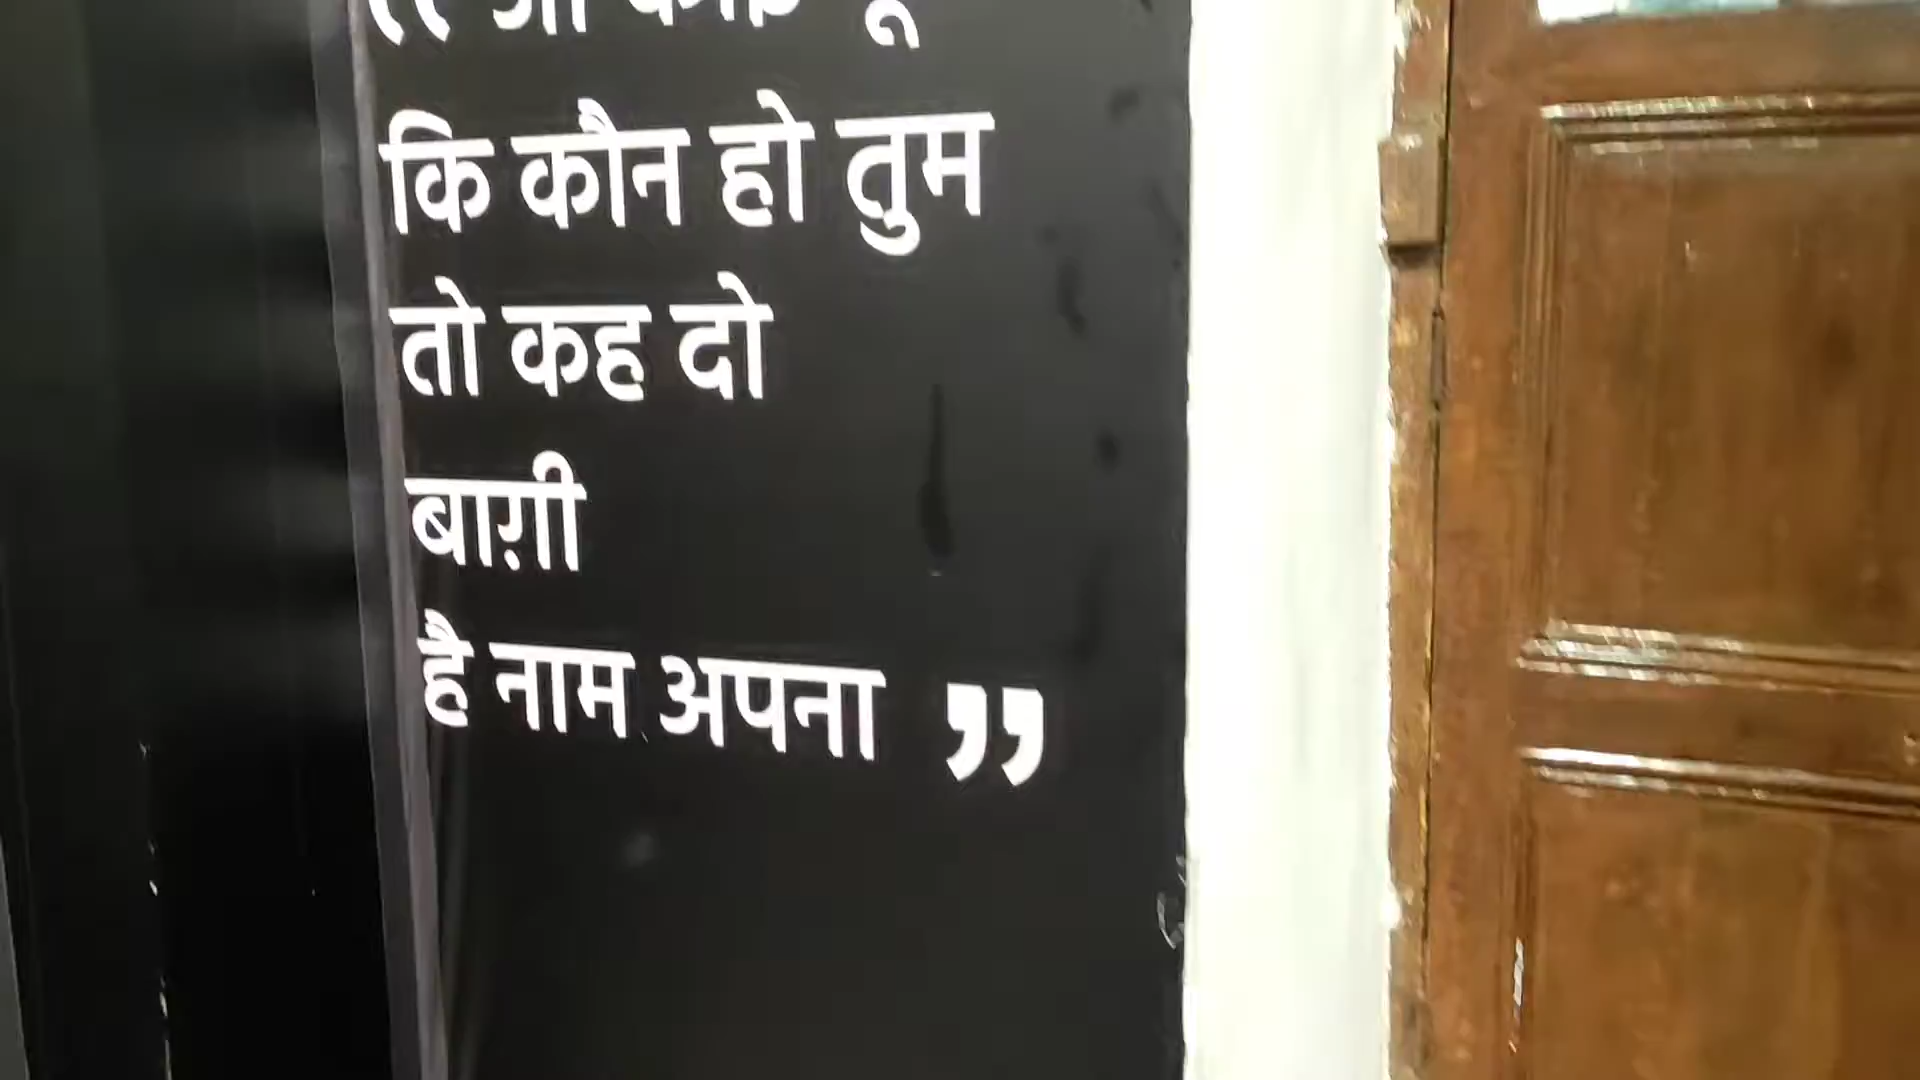 कि कौन हो तुम
तो कह दो
बाग़ी
है नाम अपना ”